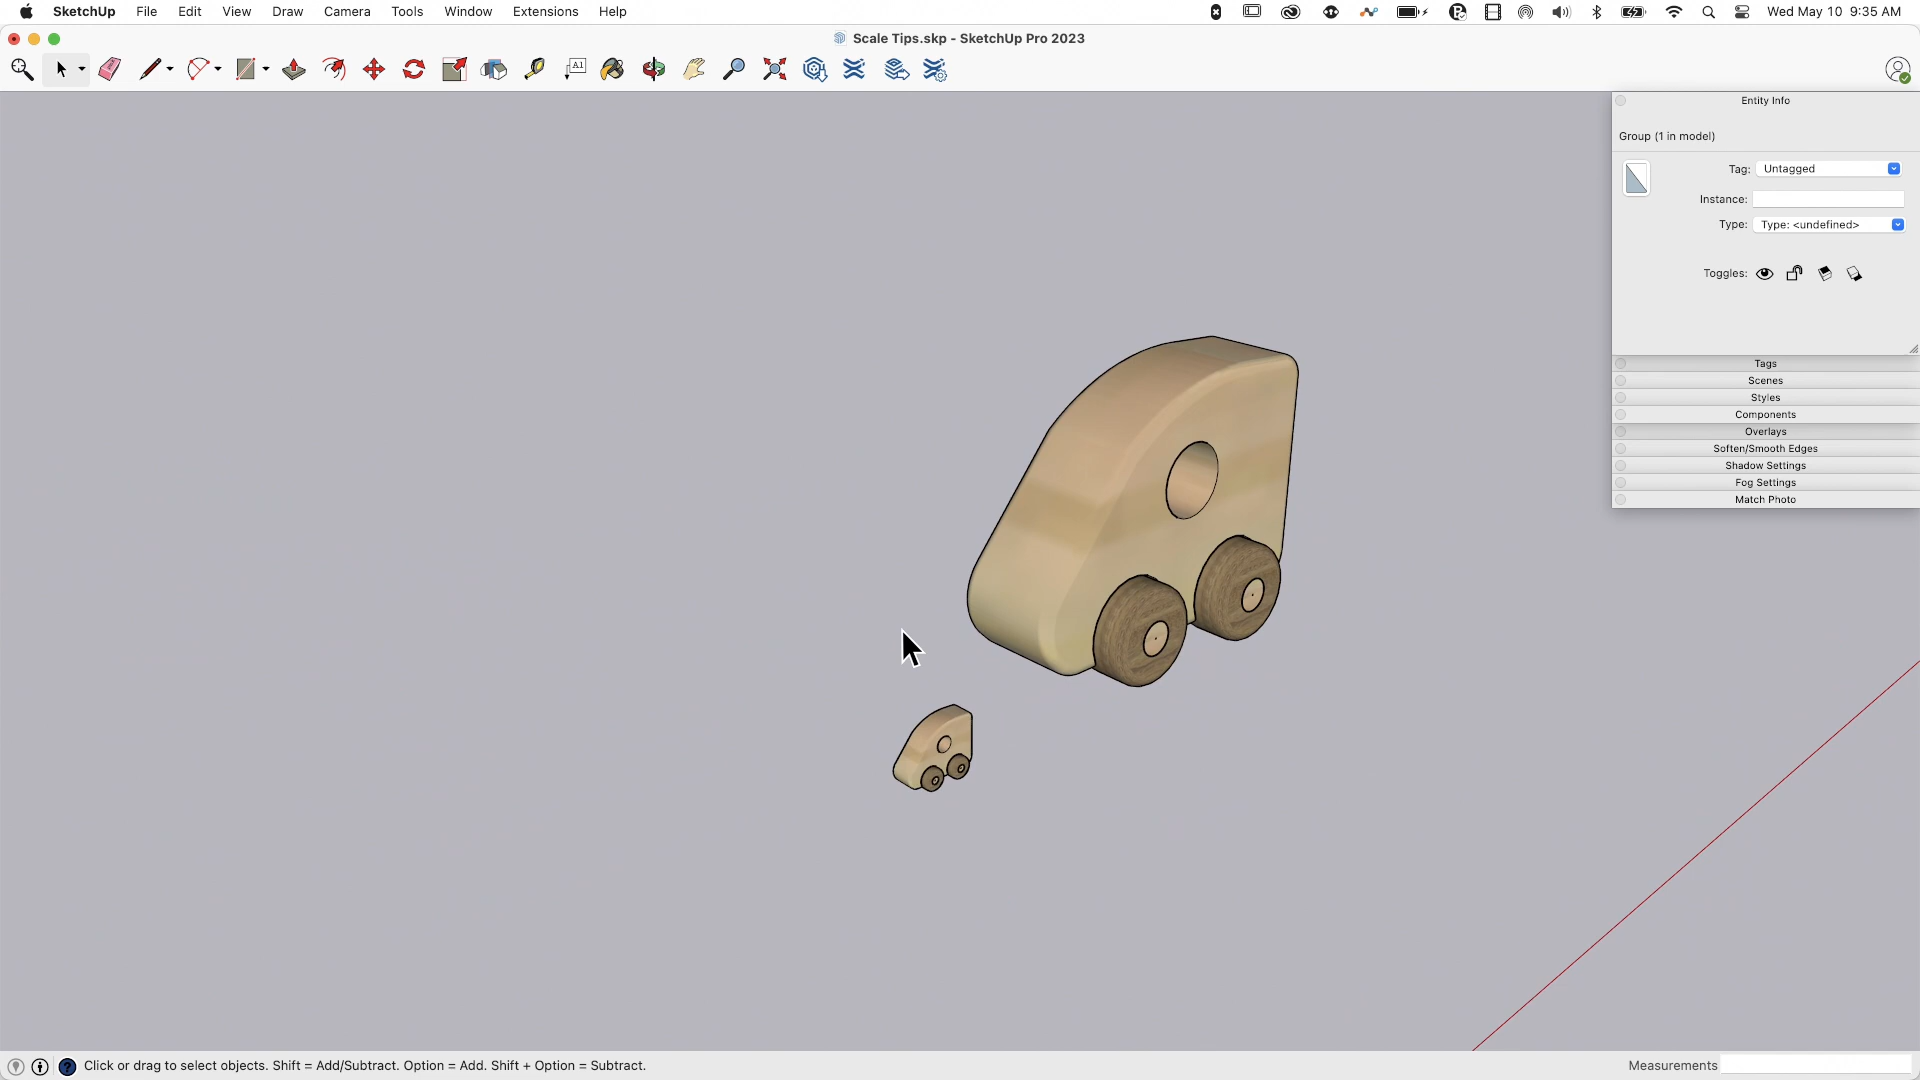 SketchUp File Edit View Draw Camera Tools Window Extensions Help Wed May 10 9:35 AM
Scale Tips.skp - SketchUp Pro 2023
A1
Entity Info
Group (1 in model)
Tag: Untagged
Instance:
Type: Type: <undefined>
Toggles:
Tags
Scenes
Styles
Components
Overlays
Soften/Smooth Edges
Shadow Settings
Fog Settings
Match Photo
Click or drag to select objects. Shift = Add/Subtract. Option = Add. Shift + Option = Subtract. Measurements